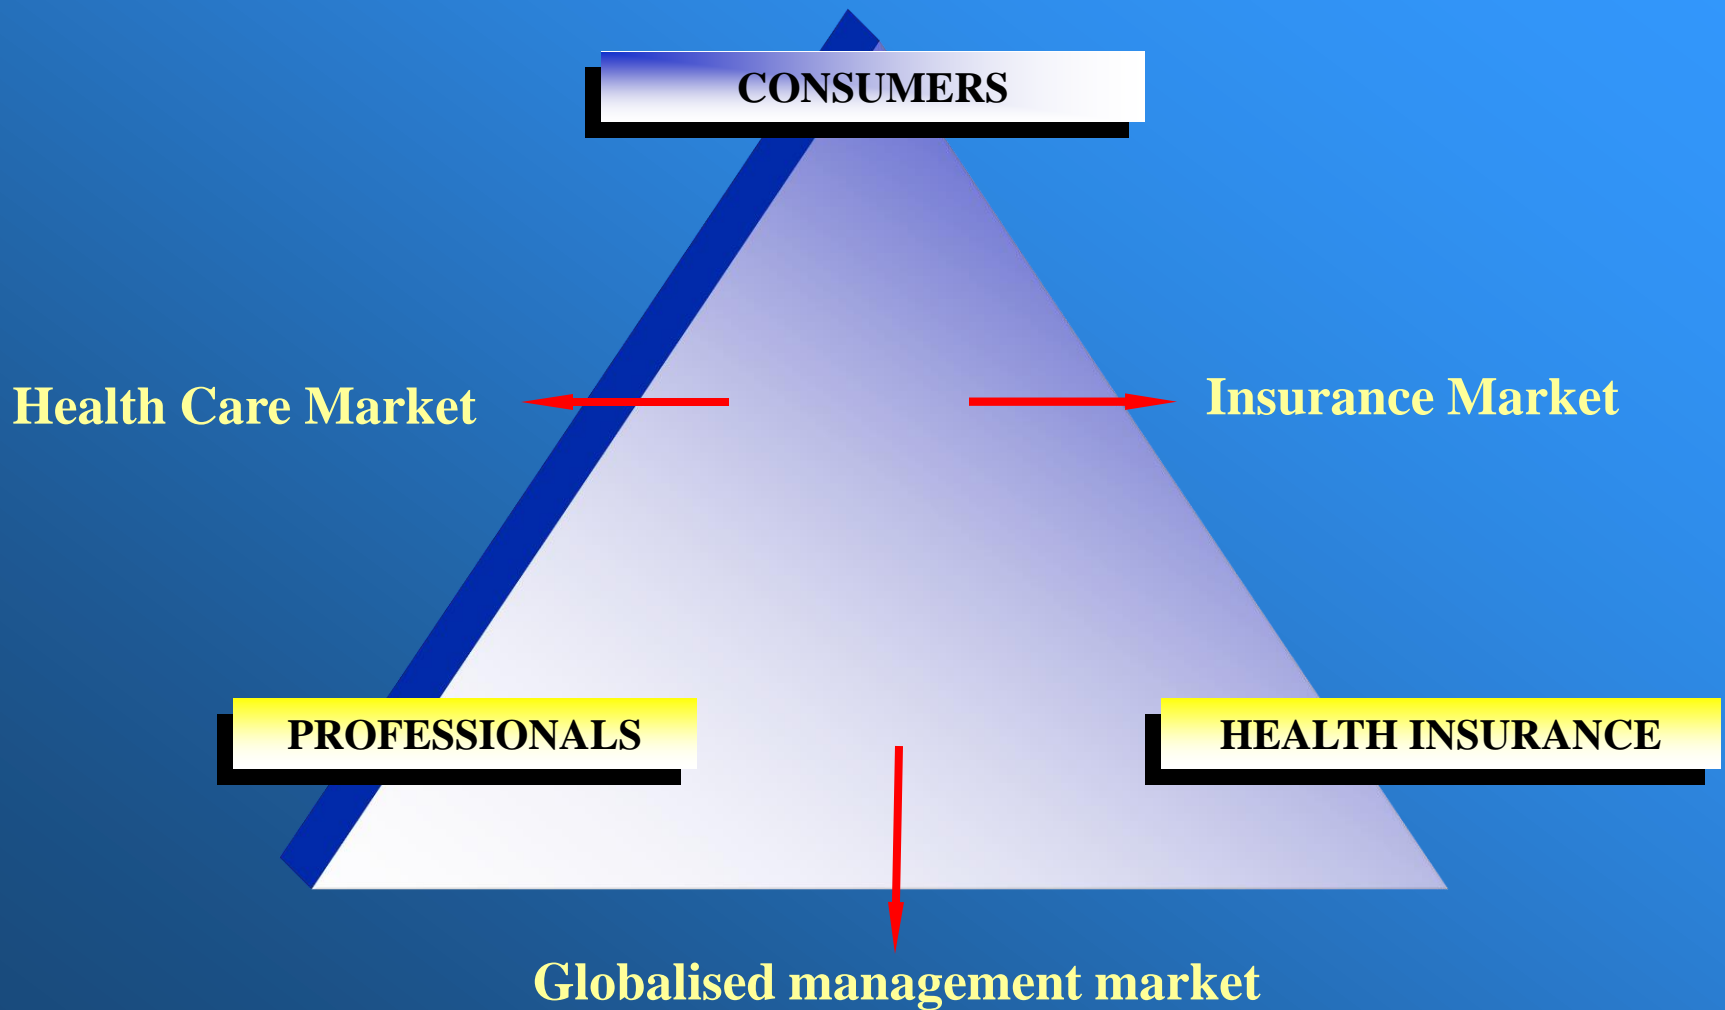 CONSUMERS
Health Care Market
Insurance Market
PROFESSIONALS
HEALTH INSURANCE
Globalised management market